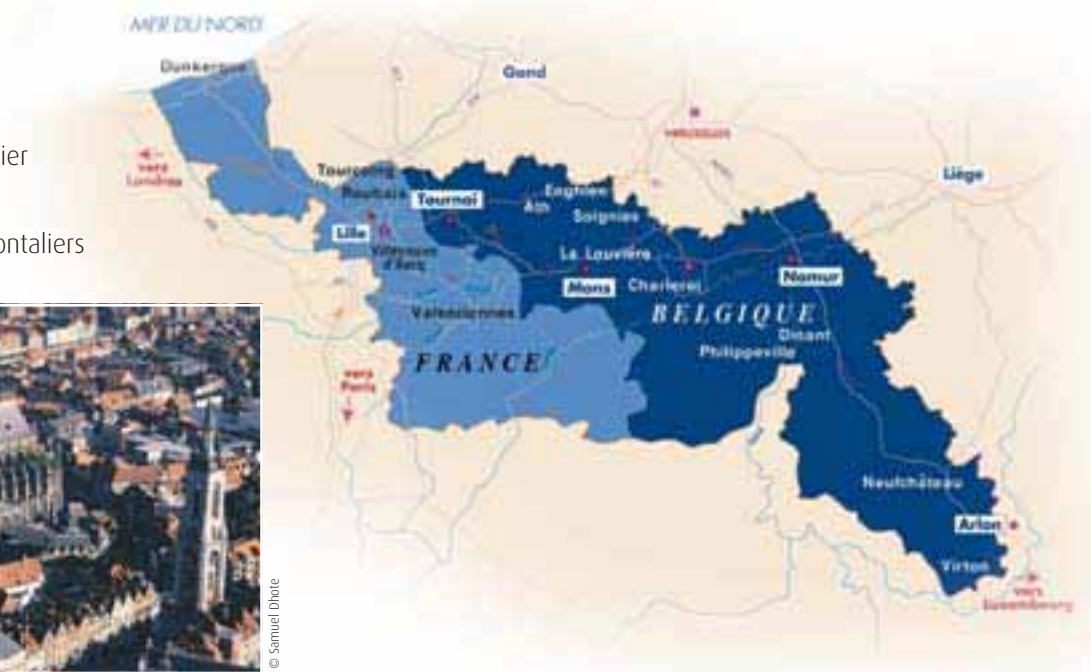 MER DU NORD
Dunkerque
Gand
ier
vers
Londres
Tourcoing
Roubaix
Tournai
Enghien
Ath
Soignies
Liège
ontaliers
Lille
Villeneuve
d'Ascq
La Louvière
Mons
Charleroi
Namur
Valenciennes
BELGIQUE
Dinant
Philippeville
FRANCE
vers
Paris
Neufchâteau
Arlon
Virton
vers
Luxembourg
© Samuel Dhote